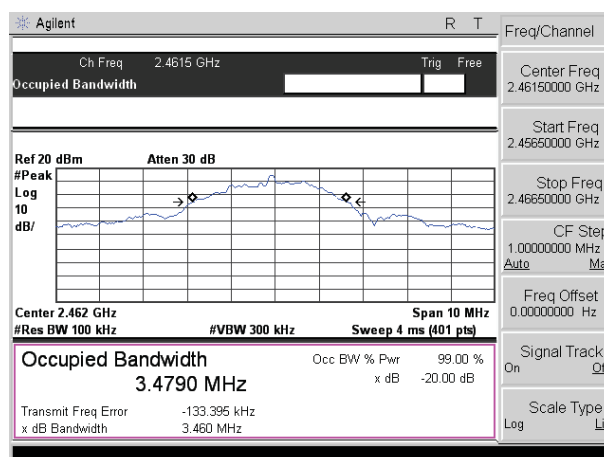 Agilent R T
Freq/Channel
Ch Freq 2.4615 GHz Trig Free
Occupied Bandwidth
Center Freq
2.46150000 GHz
Start Freq
2.45650000 GHz
Stop Freq
2.46650000 GHz
CF Step
1.00000000 MHz
Auto Ma
Freq Offset
0.00000000 Hz
Signal Track
On Of
Scale Type
Log Li
Ref 20 dBm Atten 30 dB
#Peak
Log
10
dB/
Center 2.462 GHz Span 10 MHz
#Res BW 100 kHz #VBW 300 kHz Sweep 4 ms (401 pts)
Occupied Bandwidth Occ BW % Pwr 99.00 %
3.4790 MHz x dB -20.00 dB
Transmit Freq Error -133.395 kHz
x dB Bandwidth 3.460 MHz